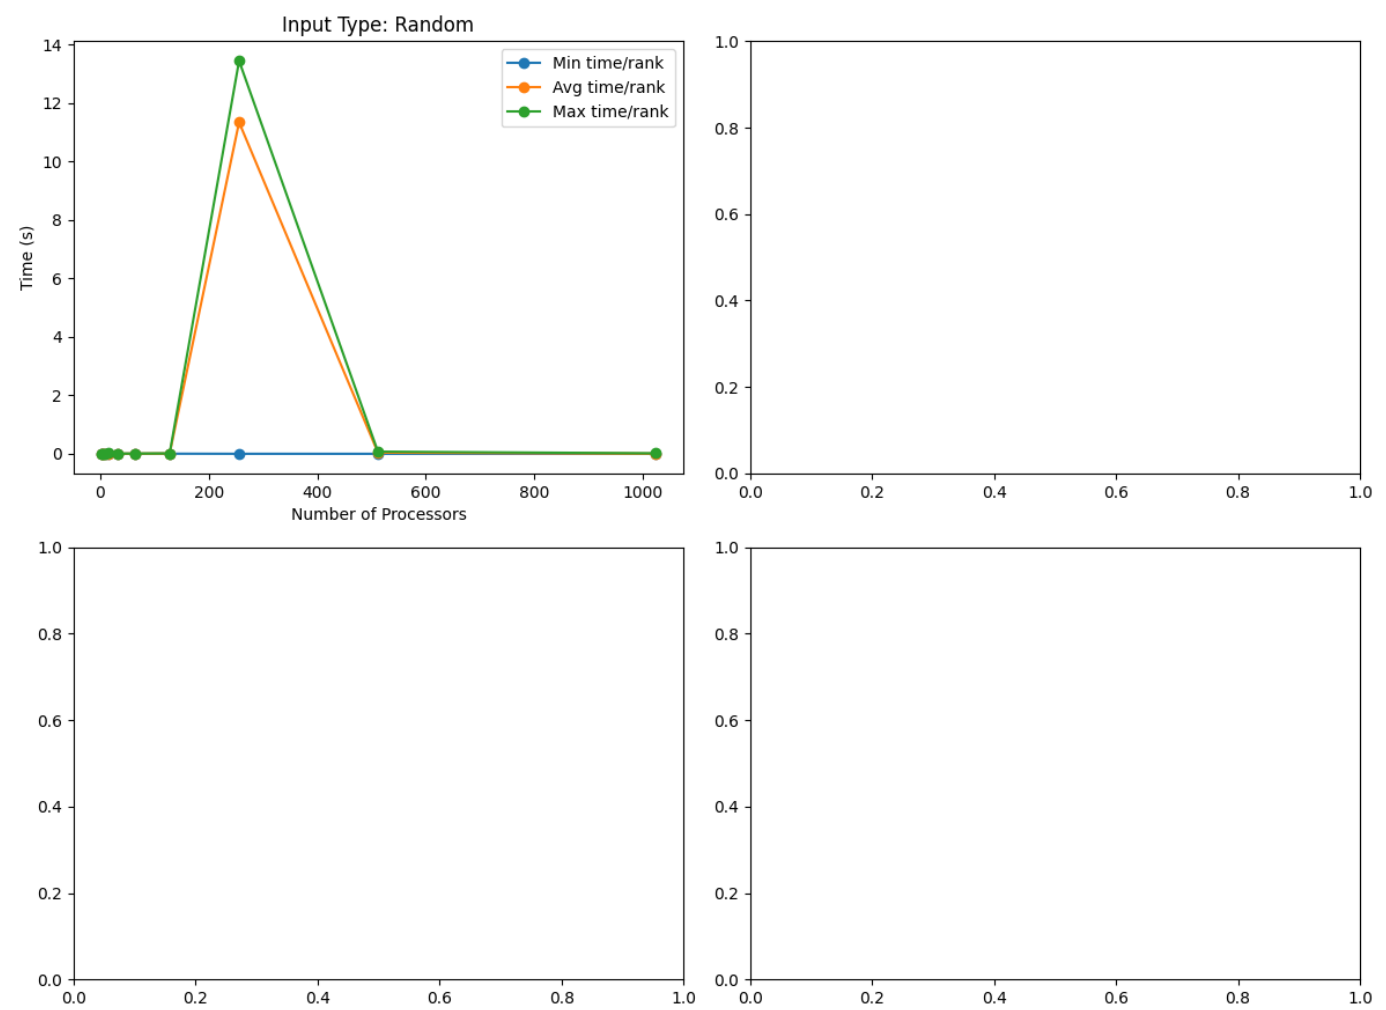 Input Type: Random
Min time/rank
Avg time/rank
Max time/rank
Time (s)
14
12
10
8
6
4
2
0
0 200 400 600 800 1000
Number of Processors
1.0
0.8
0.6
0.4
0.2
0.0
0.0 0.2 0.4 0.6 0.8 1.0
1.0
0.8
0.6
0.4
0.2
0.0
0.0 0.2 0.4 0.6 0.8 1.0
1.0
0.8
0.6
0.4
0.2
0.0
0.0 0.2 0.4 0.6 0.8 1.0